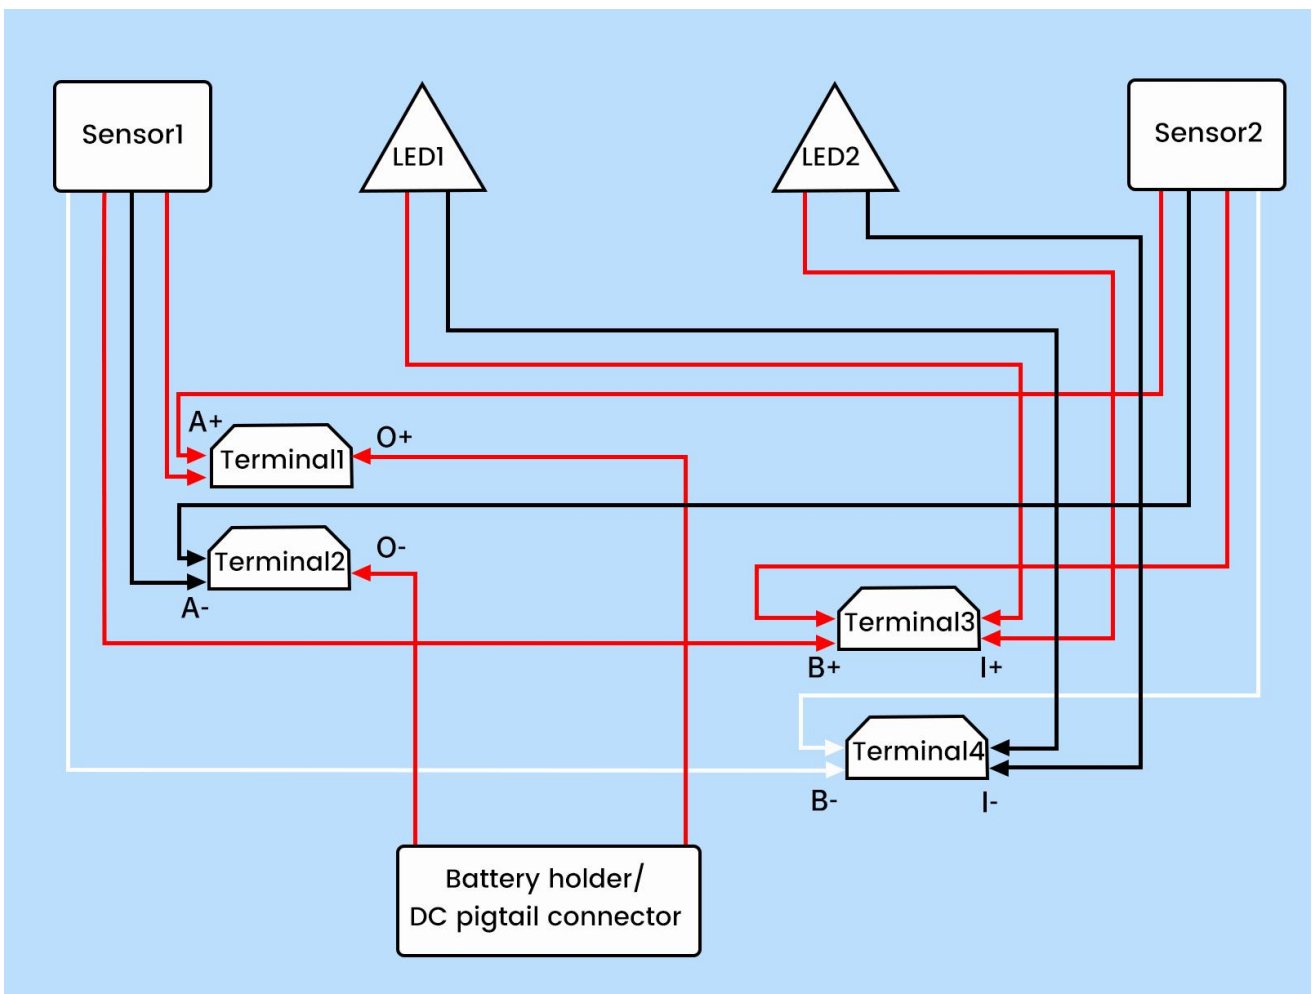 Sensor1
LED1
LED2
Sensor2
A+
O+
Terminal1
O-
Terminal2
A-
Terminal3
B+
I+
Terminal4
B-
I-
Battery holder/
DC pigtail connector